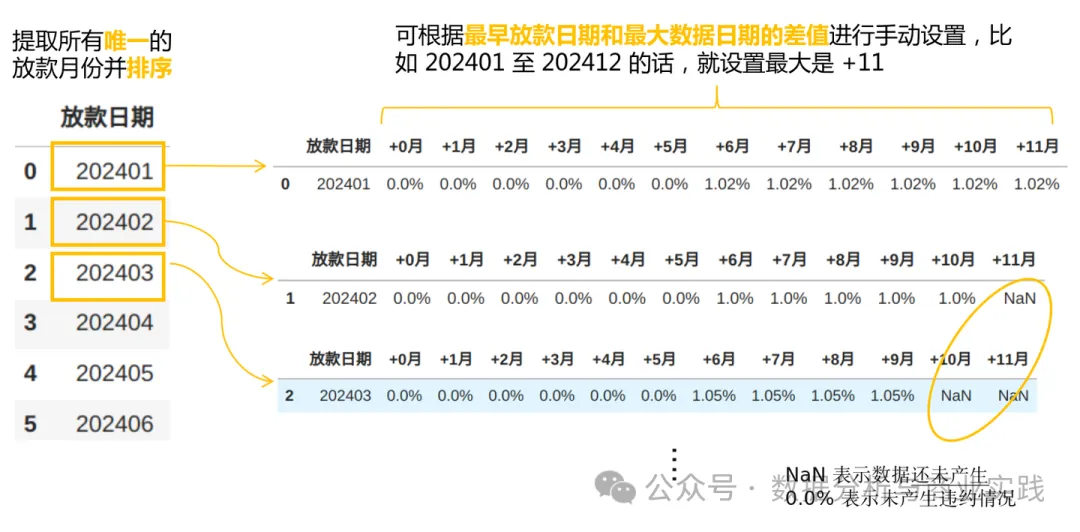 提取所有唯一的
放款月份并排序
可根据最早放款日期和最大数据日期的差值进行手动设置，比
如 202401 至 202412 的话，就设置最大是 +11
放款日期
0 202401
1 202402
2 202403
3 202404
4 202405
5 202406
放款日期 +0月 +1月 +2月 +3月 +4月 +5月 +6月 +7月 +8月 +9月 +10月 +11月
0 202401 0.0% 0.0% 0.0% 0.0% 0.0% 0.0% 1.02% 1.02% 1.02% 1.02% 1.02% 1.02%
放款日期 +0月 +1月 +2月 +3月 +4月 +5月 +6月 +7月 +8月 +9月 +10月 +11月
1 202402 0.0% 0.0% 0.0% 0.0% 0.0% 0.0% 1.0% 1.0% 1.0% 1.0% 1.0% NaN
放款日期 +0月 +1月 +2月 +3月 +4月 +5月 +6月 +7月 +8月 +9月 +10月 +11月
2 202403 0.0% 0.0% 0.0% 0.0% 0.0% 0.0% 1.05% 1.05% 1.05% 1.05% NaN NaN
NaN 表示数据还未产生
公众号 · 数据分析与商业实践
0.0% 表示未产生违约情况